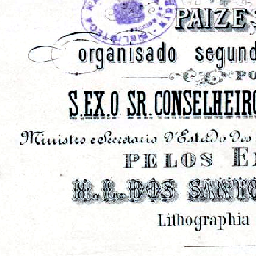 PAIZES
organisado segund
PO
S. EX. O SR. CONSELHEIRO
Ministro e Secretario d'Estado dos
PELOS E
M. R. DOS SANTO
Lithographia